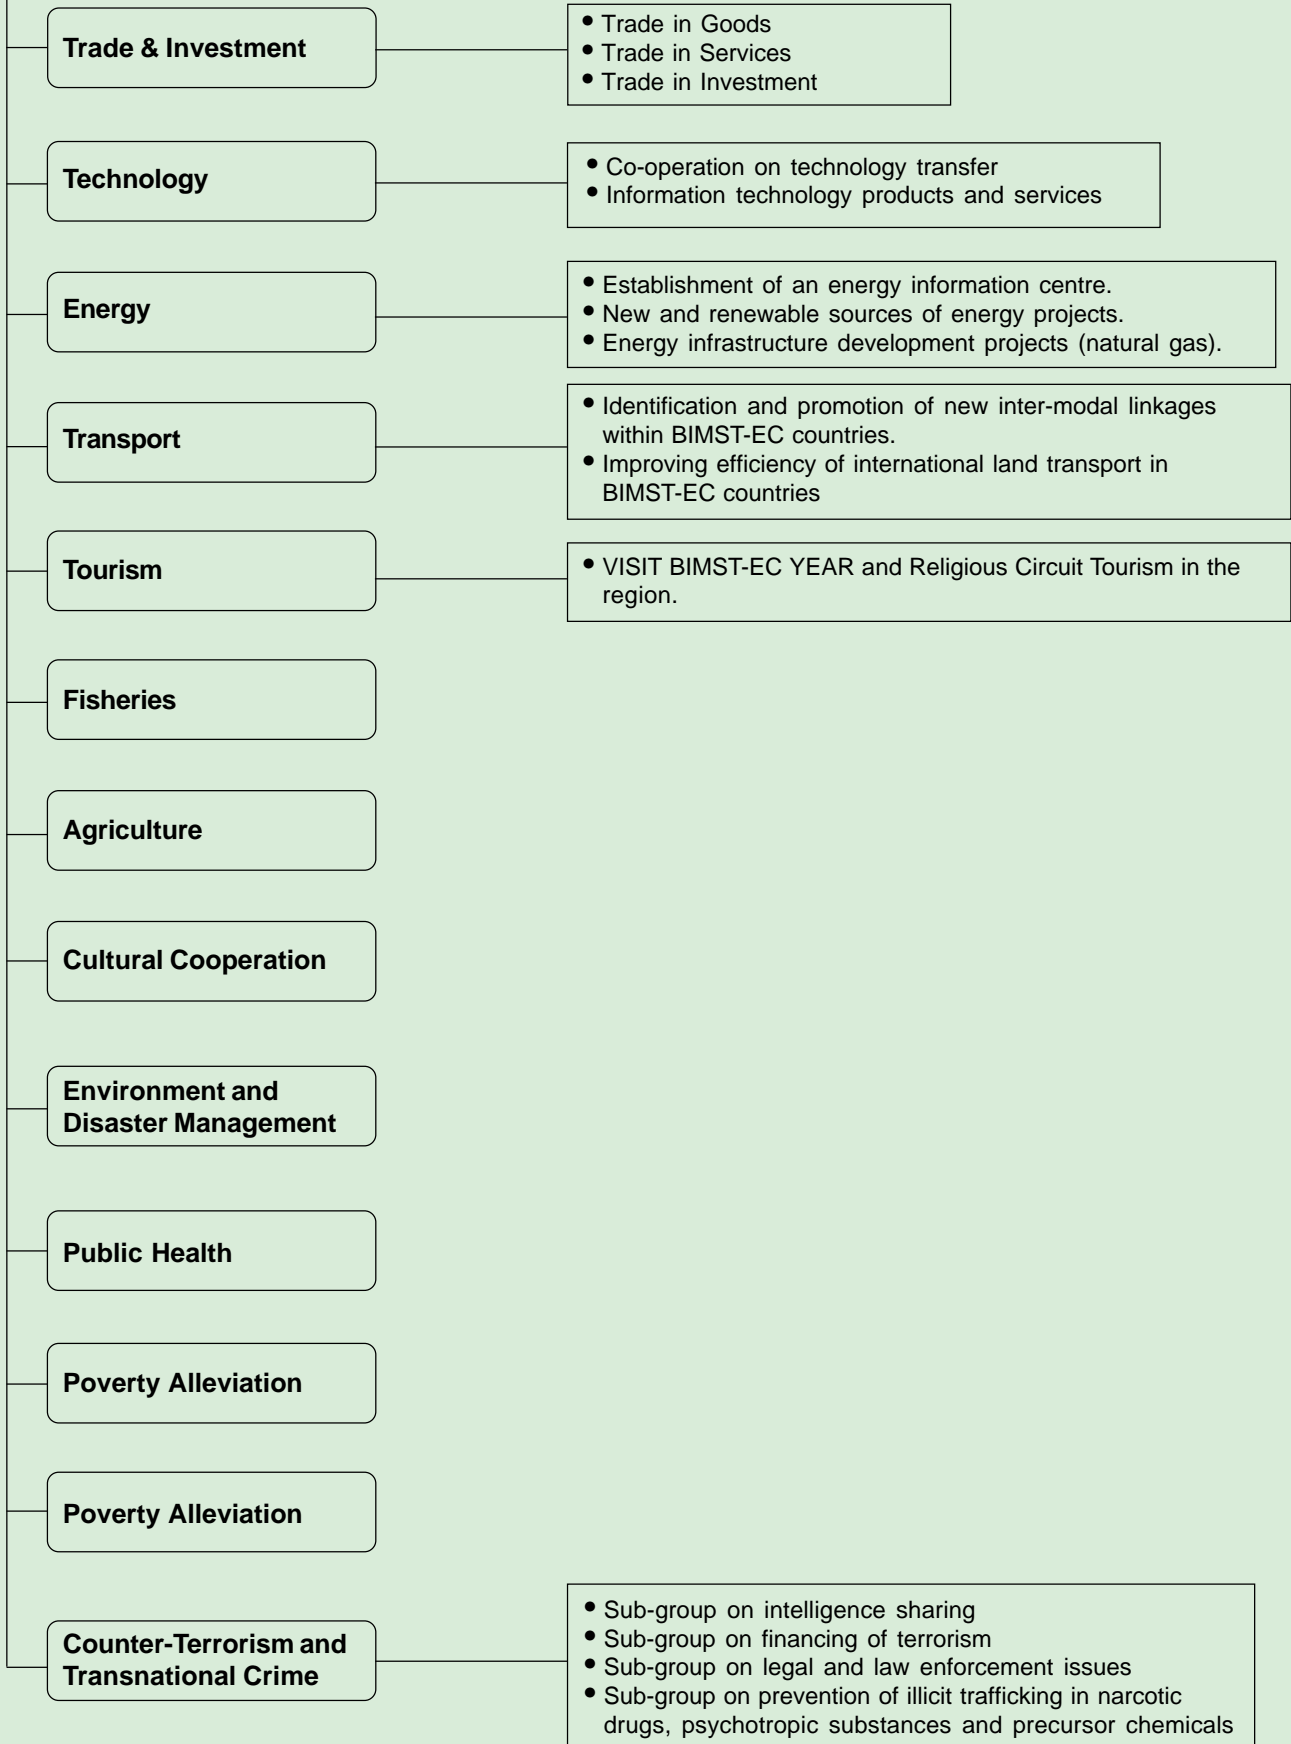 Trade & Investment
• Trade in Goods
• Trade in Services
• Trade in Investment
Technology
• Co-operation on technology transfer
• Information technology products and services
Energy
• Establishment of an energy information centre.
• New and renewable sources of energy projects.
• Energy infrastructure development projects (natural gas).
Transport
• Identification and promotion of new inter-modal linkages
within BIMST-EC countries.
• Improving efficiency of international land transport in
BIMST-EC countries
Tourism
• VISIT BIMST-EC YEAR and Religious Circuit Tourism in the
region.
Fisheries
Agriculture
Cultural Cooperation
Environment and
Disaster Management
Public Health
Poverty Alleviation
Poverty Alleviation
Counter-Terrorism and
Transnational Crime
• Sub-group on intelligence sharing
• Sub-group on financing of terrorism
• Sub-group on legal and law enforcement issues
• Sub-group on prevention of illicit trafficking in narcotic
drugs, psychotropic substances and precursor chemicals